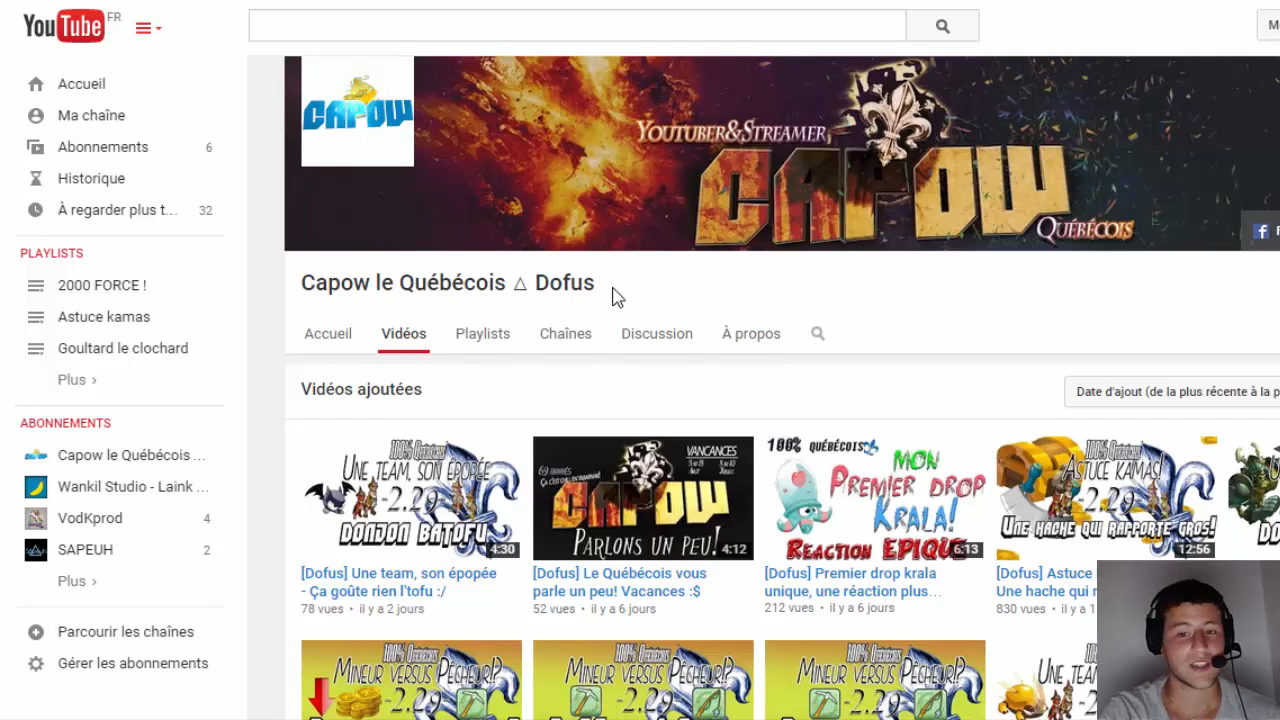 YouTube FR
M
Accueil
Ma chaîne
Abonnements 6
Historique
À regarder plus t... 32
PLAYLISTS
2000 FORCE !
Astuce kamas
Goultard le clochard
Plus ›
ABONNEMENTS
Capow le Québécois ...
Wankil Studio - Laink ...
VodKprod 4
SAPEUH 2
Plus ›
Parcourir les chaînes
Gérer les abonnements
CAPOW
YOUTUBER&STREAMER
CAPOW
QUÉBÉCOIS
Capow le Québécois △ Dofus
Accueil Vidéos Playlists Chaînes Discussion À propos
Vidéos ajoutées
Date d'ajout (de la plus récente à la p
100% QUÉBÉCOIS
UNE TEAM, SON ÉPOPÉE
-2.29
DONDON BATOFU
4:30
[Dofus] Une team, son épopée
- Ça goûte rien l'tofu :/
78 vues • il y a 2 jours
VANCANCES
CAPOW
PARLONS UN PEU!
4:12
[Dofus] Le Québécois vous
parle un peu! Vacances :$
52 vues • il y a 6 jours
100% QUÉBÉCOIS
MON
PREMIER DROP
KRALA!
REACTION EPIQUE
6:13
[Dofus] Premier drop krala
unique, une réaction plus...
212 vues • il y a 6 jours
100% QUÉBÉCOIS
ASTUCE KAMAS!
-2.29
UNE HACHE QUI RAPPORTE GROS!
12:56
[Dofus] Astuce
Une hache qui r
830 vues • il y a 1
100% QUÉBÉCOIS
MINEUR VERSUS PÊCHEUR!?
-2.29
100% QUÉBÉCOIS
MINEUR VERSUS PÊCHEUR!?
-2.29
100% QUÉBÉCOIS
MINEUR VERSUS PÊCHEUR!?
-2.29
100%
UNE TEA